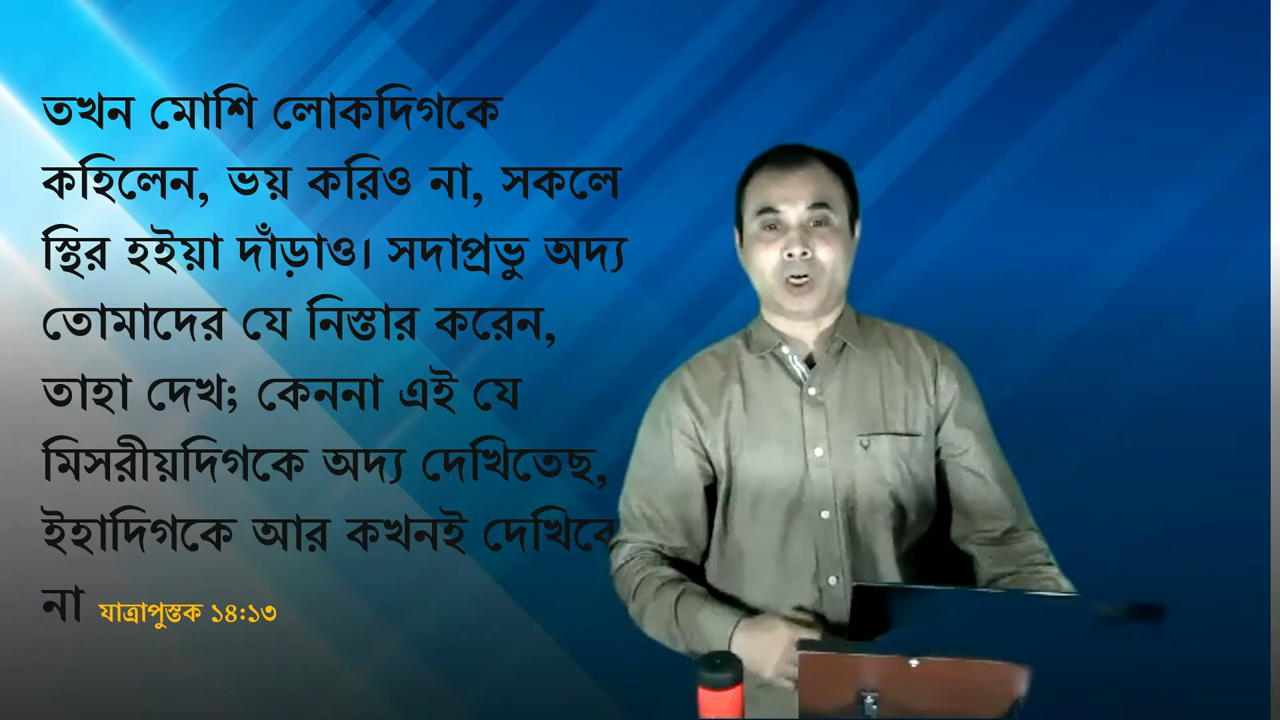 তখন মোশি লোকদিগকে
কহিলেন, ভয় করিও না, সকলে
স্থির হইয়া দাঁড়াও। সদাপ্রভু অদ্য
তোমাদের যে নিস্তার করেন,
তাহা দেখ; কেননা এই যে
মিসরীয়দিগকে অদ্য দেখিতেছ,
ইহাদিগকে আর কখনই দেখিবে
না যাত্রাপুস্তক ১৪:১৩